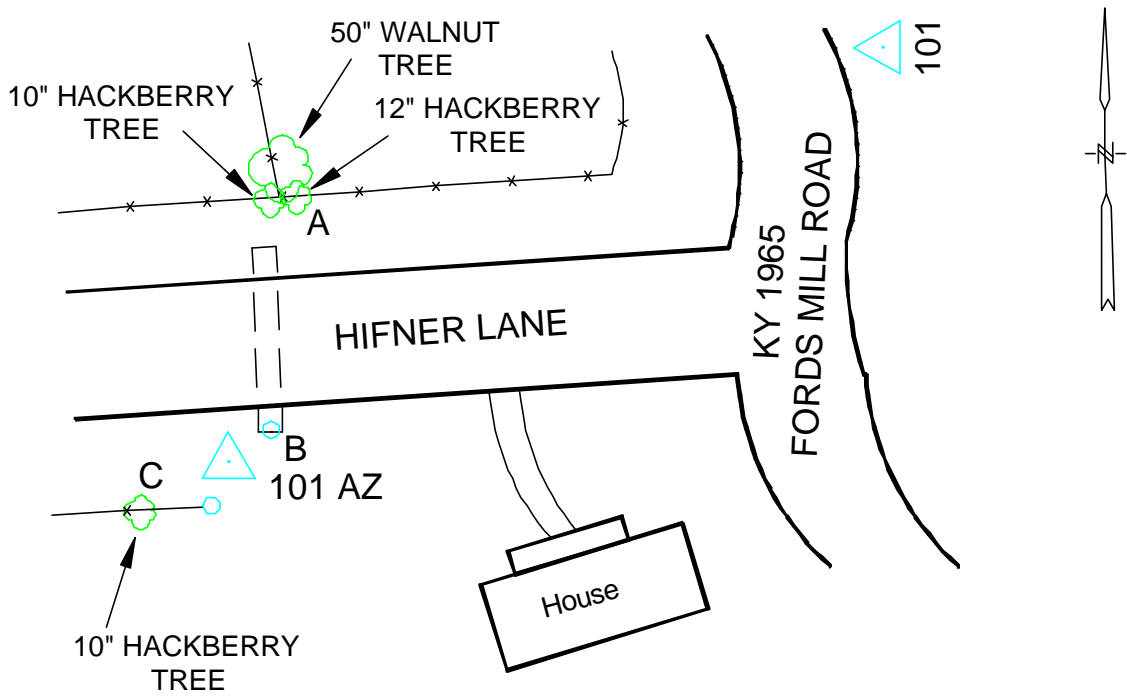 50" WALNUT
TREE
101
10" HACKBERRY
TREE
12" HACKBERRY
TREE
N
A
KY 1965
FORDS MILL ROAD
HIFNER LANE
B
C
101 AZ
House
10" HACKBERRY
TREE